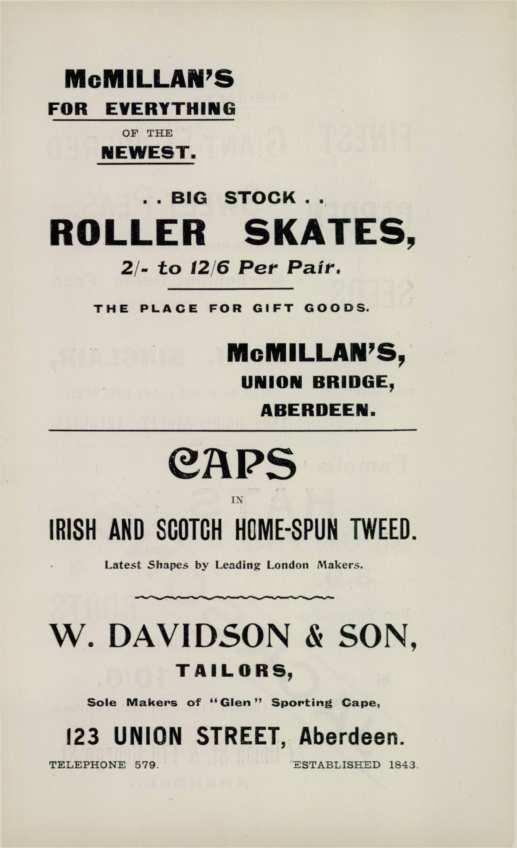 McMILLAN'S
FOR EVERYTHING
OF THE
NEWEST.
. . BIG STOCK . .
ROLLER SKATES,
2/- to 12/6 Per Pair.
THE PLACE FOR GIFT GOODS.
McMILLAN'S,
UNION BRIDGE,
ABERDEEN.
CAPS
IN
IRISH AND SCOTCH HOME-SPUN TWEED.
Latest Shapes by Leading London Makers.
W. DAVIDSON & SON,
TAILORS,
Sole Makers of "Glen" Sporting Cape,
123 UNION STREET, Aberdeen.
TELEPHONE 579. ESTABLISHED 1843.